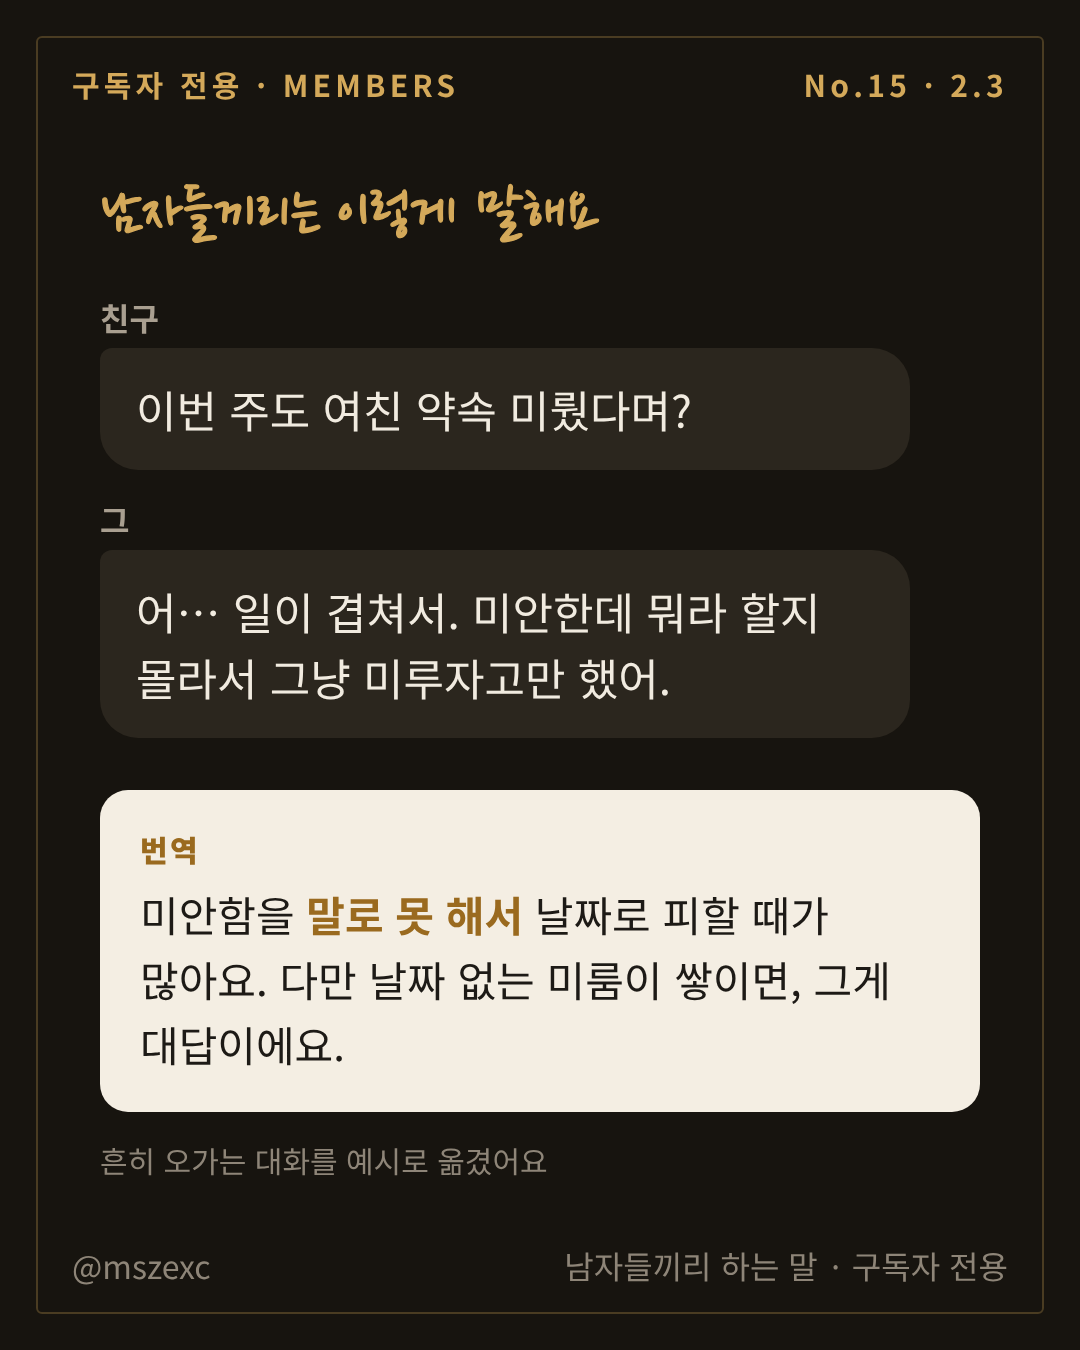 구독자 전용 · MEMBERS
No.15 · 2.3
남자들끼리는 이렇게 말해요
친구
이번 주도 여친 약속 미뤘다며?
그
어… 일이 겹쳐서. 미안한데 뭐라 할지
몰라서 그냥 미루자고만 했어.
번역
미안함을 말로 못 해서 날짜로 피할 때가
많아요. 다만 날짜 없는 미룸이 쌓이면, 그게
대답이에요.
흔히 오가는 대화를 예시로 옮겼어요
@mszexc
남자들끼리 하는 말 · 구독자 전용